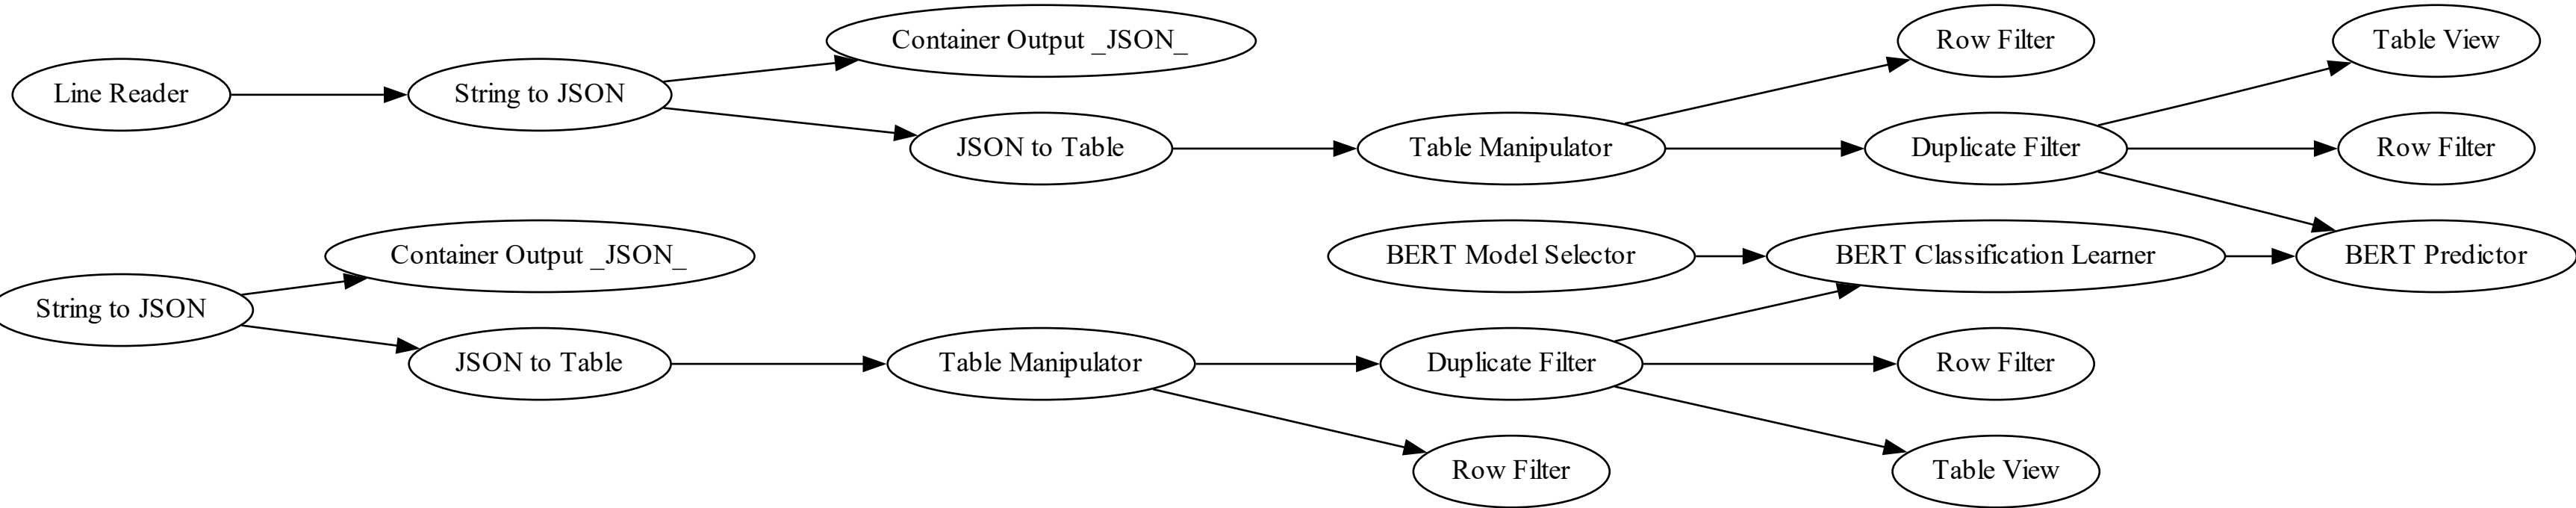 Container Output _JSON_
Row Filter
Table View
Line Reader
String to JSON
JSON to Table
Table Manipulator
Duplicate Filter
Row Filter
Container Output _JSON_
BERT Model Selector
BERT Classification Learner
BERT Predictor
String to JSON
JSON to Table
Table Manipulator
Duplicate Filter
Row Filter
Row Filter
Table View